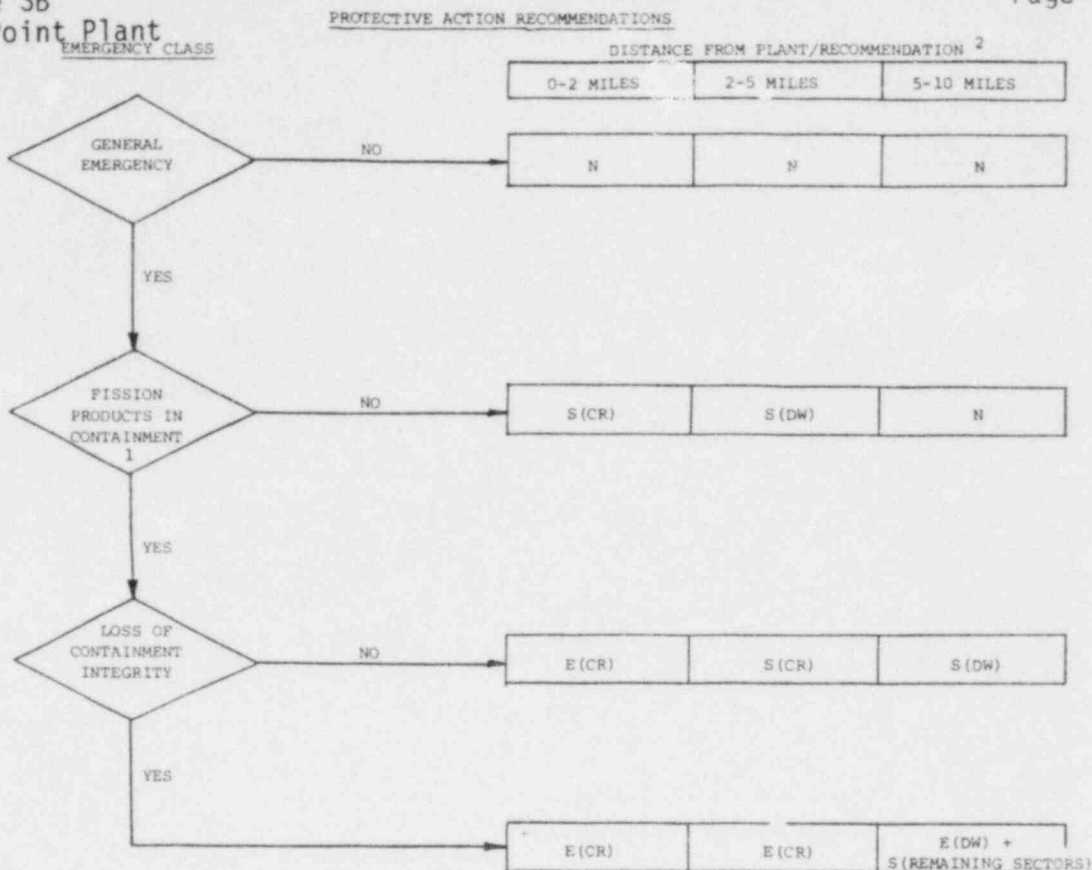 3B
Point Plant
Page
PROTECTIVE ACTION RECOMMENDATIONS
EMERGENCY CLASS
DISTANCE FROM PLANT/RECOMMENDATION 2
0-2 MILES 2-5 MILES 5-10 MILES
GENERAL
EMERGENCY
NO
N N N
YES
FISSION
PRODUCTS IN
CONTAINMENT
1
NO
S(CR) S(DW) N
YES
LOSS OF
CONTAINMENT
INTEGRITY
NO
E(CR) S(CR) S(DW)
YES
E(CR) E(CR) E(DW) +
S(REMAINING SECTORS)